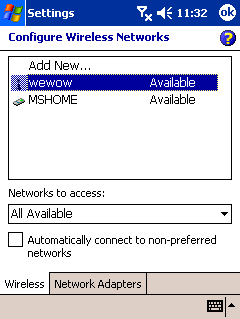 Settings 11:32 ok
Configure Wireless Networks ?
Add New...
wewow Available
MSHOME Available
Networks to access:
All Available
Automatically connect to non-preferred
networks
Wireless Network Adapters